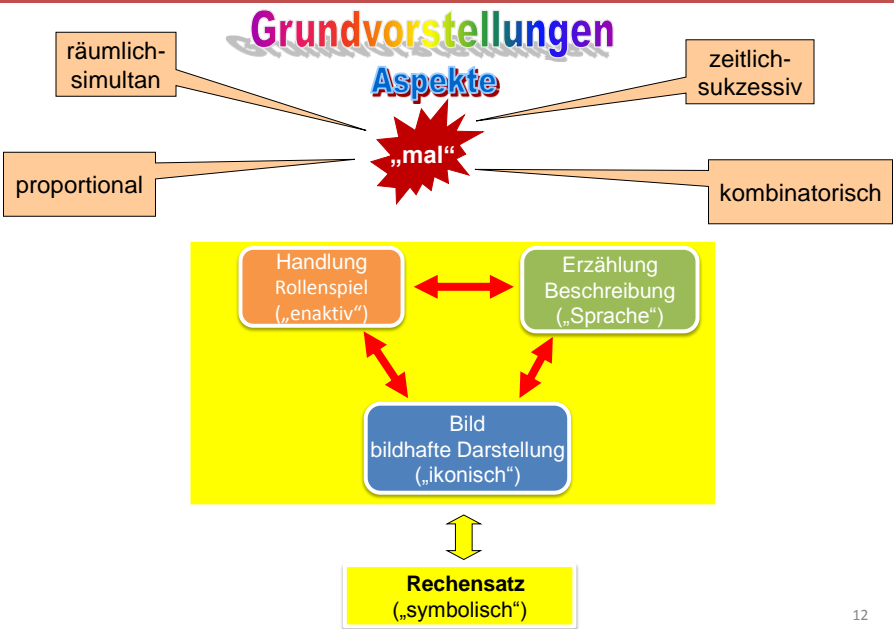 Grundvorstellungen
Aspekte
räumlich-
simultan
zeitlich-
sukzessiv
„mal“
proportional
kombinatorisch
Handlung
Rollenspiel
(„enaktiv“)
Erzählung
Beschreibung
(„Sprache“)
Bild
bildhafte Darstellung
(„ikonisch“)
Rechensatz
(„symbolisch“)
12